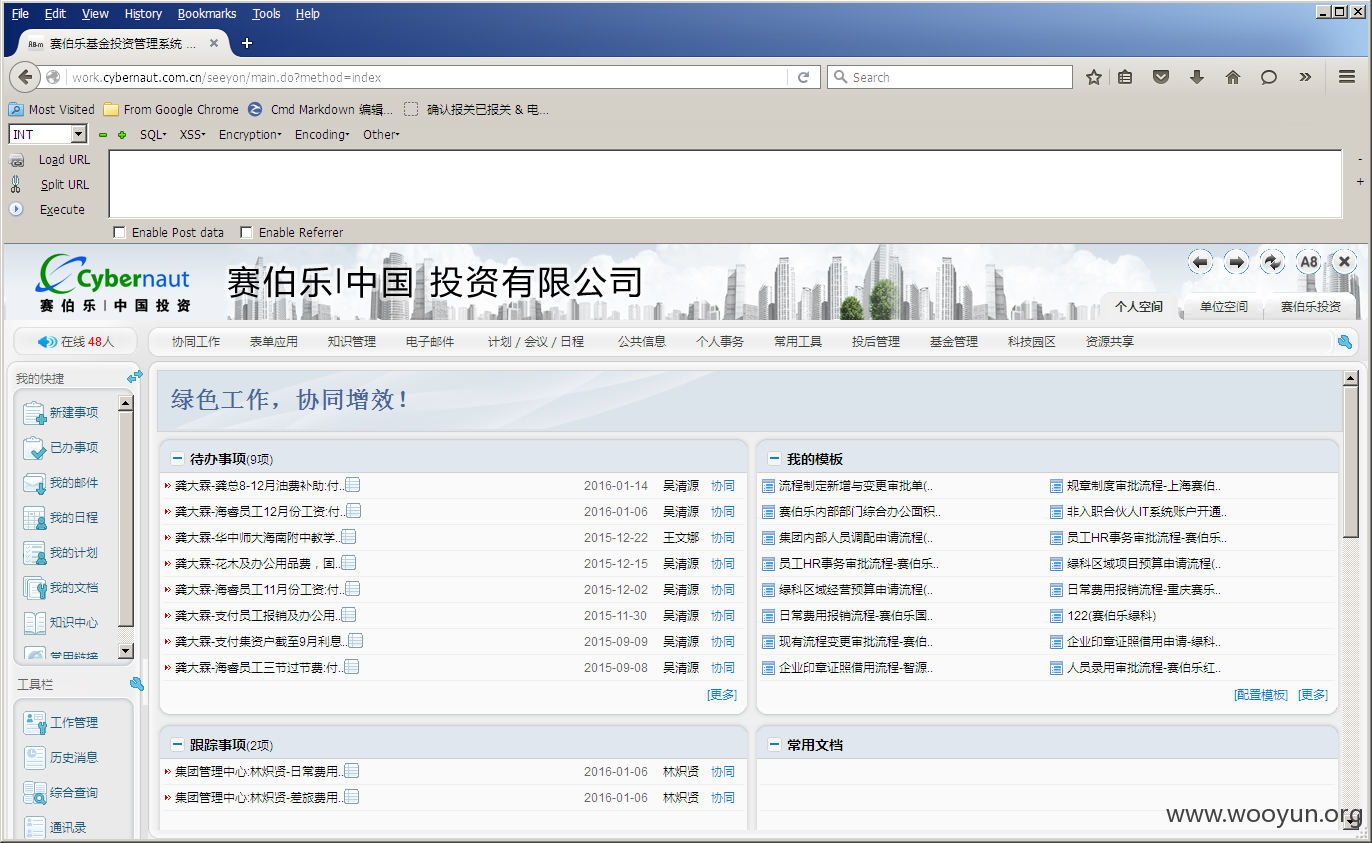 File Edit View History Bookmarks Tools Help
赛伯乐基金投资管理系统 ...
work.cybernaut.com.cn/seeyon/main.do?method=index
Search
Most Visited From Google Chrome Cmd Markdown 编辑... 确认报关已报关 & 电...
INT SQL XSS Encryption Encoding Other
Load URL
Split URL
Execute
Enable Post data Enable Referrer
Cybernaut
赛伯乐|中国投资
赛伯乐|中国 投资有限公司
A8
个人空间 单位空间 赛伯乐投资
在线 48人
协同工作 表单应用 知识管理 电子邮件 计划 / 会议 / 日程 公共信息 个人事务 常用工具 投后管理 基金管理 科技园区 资源共享
我的快捷
新建事项
已办事项
我的邮件
我的日程
我的计划
我的文档
知识中心
常用链接
工具栏
工作管理
历史消息
综合查询
通讯录
绿色工作，协同增效！
待办事项(9项)
龚大霖-龚总8-12月油费补助:付.. 2016-01-14 吴清源 协同
龚大霖-海睿员工12月份工资:付.. 2016-01-06 吴清源 协同
龚大霖-华中师大海南附中教学.. 2015-12-22 王文娜 协同
龚大霖-花木及办公用品费，固.. 2015-12-15 吴清源 协同
龚大霖-海睿员工11月份工资:付.. 2015-12-02 吴清源 协同
龚大霖-支付员工报销及办公用.. 2015-11-30 吴清源 协同
龚大霖-支付集资户截至9月利息.. 2015-09-09 吴清源 协同
龚大霖-海睿员工三节过节费:付.. 2015-09-08 吴清源 协同
[更多]
我的模板
流程制定新增与变更审批单(.. 规章制度审批流程-上海赛伯..
赛伯乐内部部门综合办公面积.. 非入职合伙人IT系统账户开通..
集团内部人员调配申请流程(.. 员工HR事务审批流程-赛伯乐..
员工HR事务审批流程-赛伯乐.. 绿科区域项目预算申请流程(..
绿科区域经营预算申请流程(.. 日常费用报销流程-重庆赛乐..
日常费用报销流程-赛伯乐国.. 122(赛伯乐绿科)
现有流程变更审批流程-赛伯.. 企业印章证照借用申请-绿科..
企业印章证照借用流程-智源.. 人员录用审批流程-赛伯乐红..
[配置模板] [更多]
跟踪事项(2项)
集团管理中心:林炽贤-日常费用.. 2016-01-06 林炽贤 协同
集团管理中心:林炽贤-差旅费用.. 2016-01-06 林炽贤 协同
常用文档
www.wooyun.org